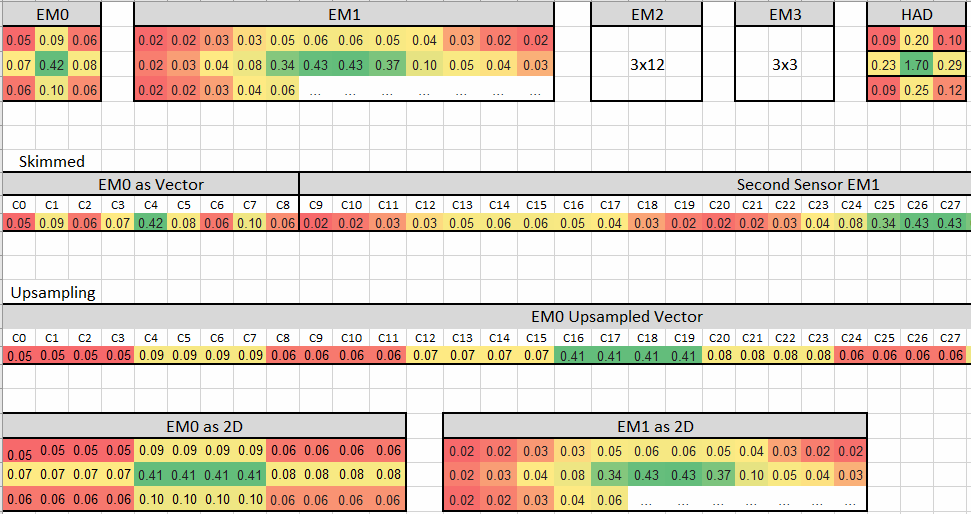 EM0 EM1 EM2 EM3 HAD
0.05 0.09 0.06 0.02 0.02 0.03 0.03 0.05 0.06 0.06 0.05 0.04 0.03 0.02 0.02 0.09 0.20 0.10
0.07 0.42 0.08 0.02 0.03 0.04 0.08 0.34 0.43 0.43 0.37 0.10 0.05 0.04 0.03 3x12 3x3 0.23 1.70 0.29
0.06 0.10 0.06 0.02 0.02 0.03 0.04 0.06 ... ... ... ... ... ... ... 0.09 0.25 0.12
Skimmed
EM0 as Vector Second Sensor EM1
C0 C1 C2 C3 C4 C5 C6 C7 C8 C9 C10 C11 C12 C13 C14 C15 C16 C17 C18 C19 C20 C21 C22 C23 C24 C25 C26 C27
0.05 0.09 0.06 0.07 0.42 0.08 0.06 0.10 0.06 0.02 0.02 0.03 0.03 0.05 0.06 0.06 0.05 0.04 0.03 0.02 0.02 0.02 0.03 0.04 0.08 0.34 0.43 0.43
Upsampling
EM0 Upsampled Vector
C0 C1 C2 C3 C4 C5 C6 C7 C8 C9 C10 C11 C12 C13 C14 C15 C16 C17 C18 C19 C20 C21 C22 C23 C24 C25 C26 C27
0.05 0.05 0.05 0.05 0.09 0.09 0.09 0.09 0.06 0.06 0.06 0.06 0.07 0.07 0.07 0.07 0.41 0.41 0.41 0.41 0.08 0.08 0.08 0.08 0.06 0.06 0.06 0.06
EM0 as 2D EM1 as 2D
0.05 0.05 0.05 0.05 0.09 0.09 0.09 0.09 0.06 0.06 0.06 0.06 0.02 0.02 0.03 0.03 0.05 0.06 0.06 0.05 0.04 0.03 0.02 0.02
0.07 0.07 0.07 0.07 0.41 0.41 0.41 0.41 0.08 0.08 0.08 0.08 0.02 0.03 0.04 0.08 0.34 0.43 0.43 0.37 0.10 0.05 0.04 0.03
0.06 0.06 0.06 0.06 0.10 0.10 0.10 0.10 0.06 0.06 0.06 0.06 0.02 0.02 0.03 0.04 0.06 ... ... ... ... ... ... ...